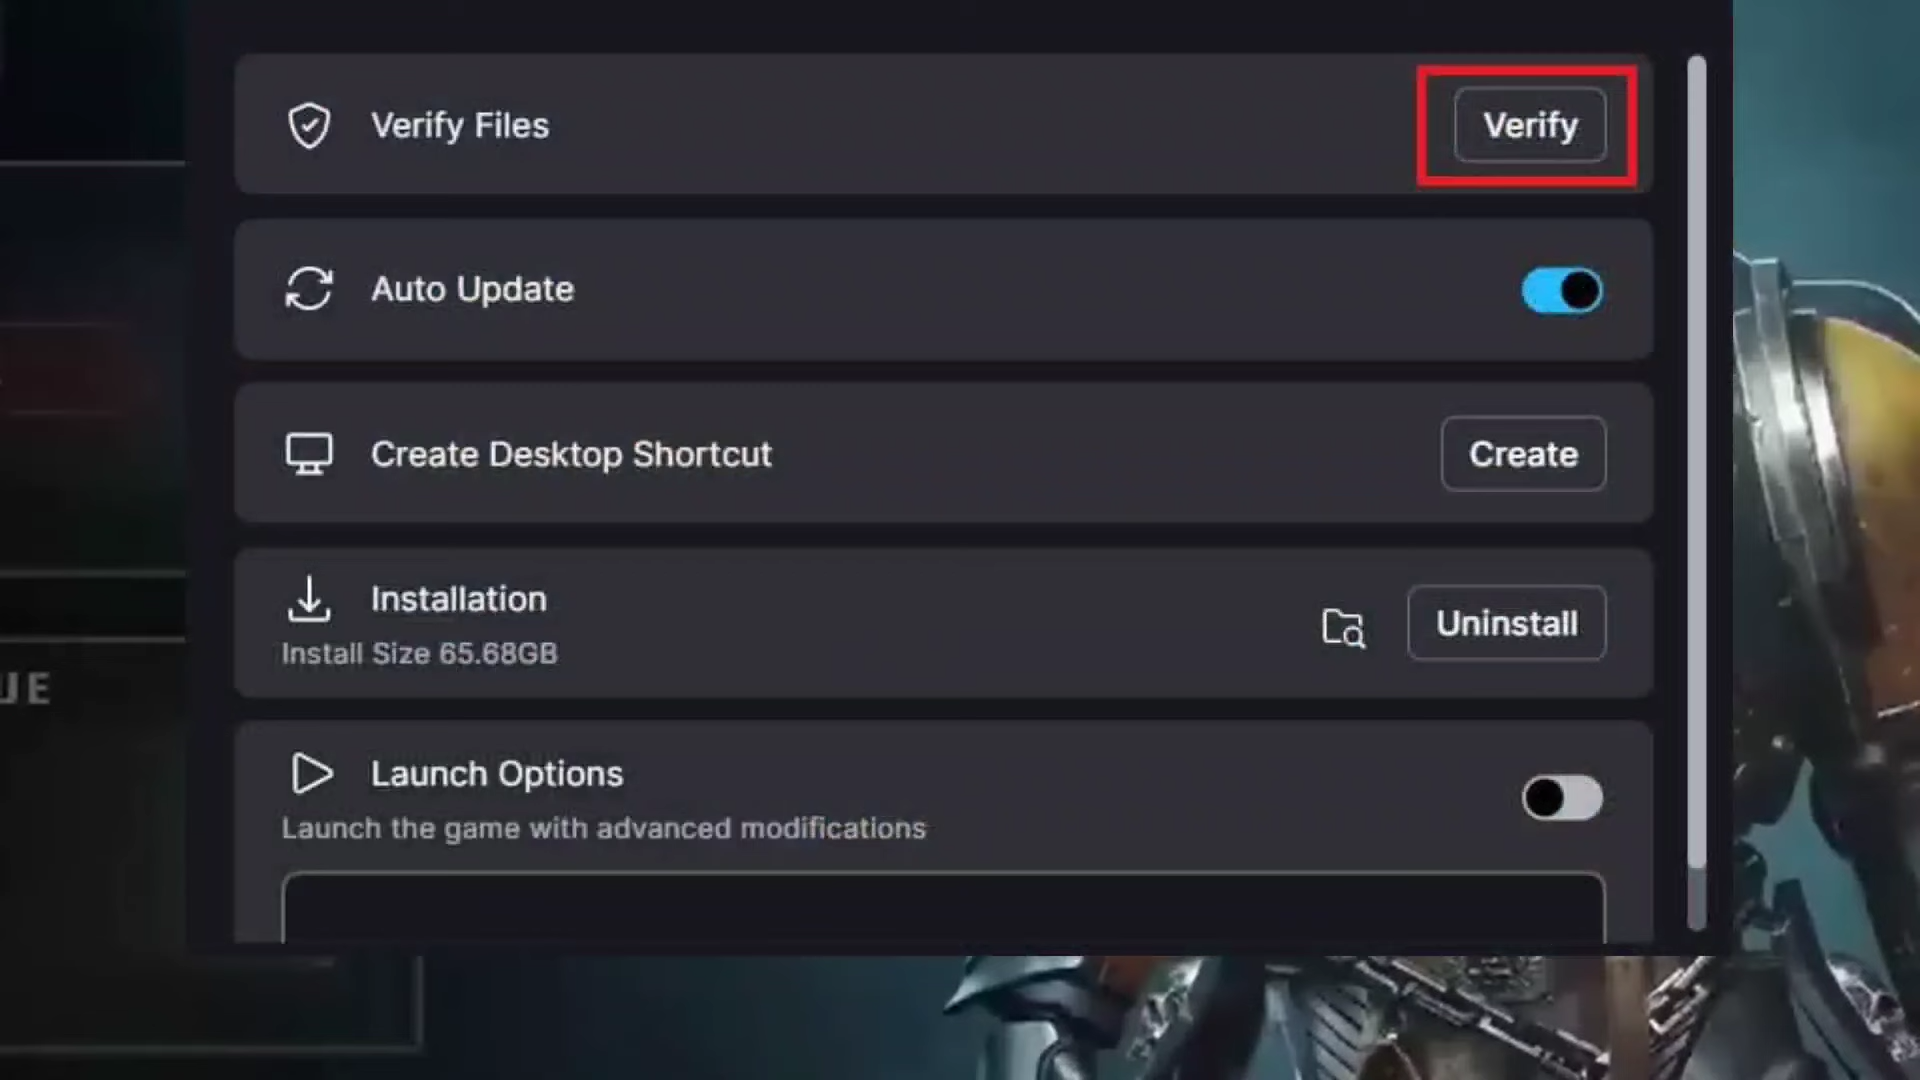 Verify Files
Verify
Auto Update
Create Desktop Shortcut
Create
Installation
Install Size 65.68GB
Uninstall
UE
Launch Options
Launch the game with advanced modifications